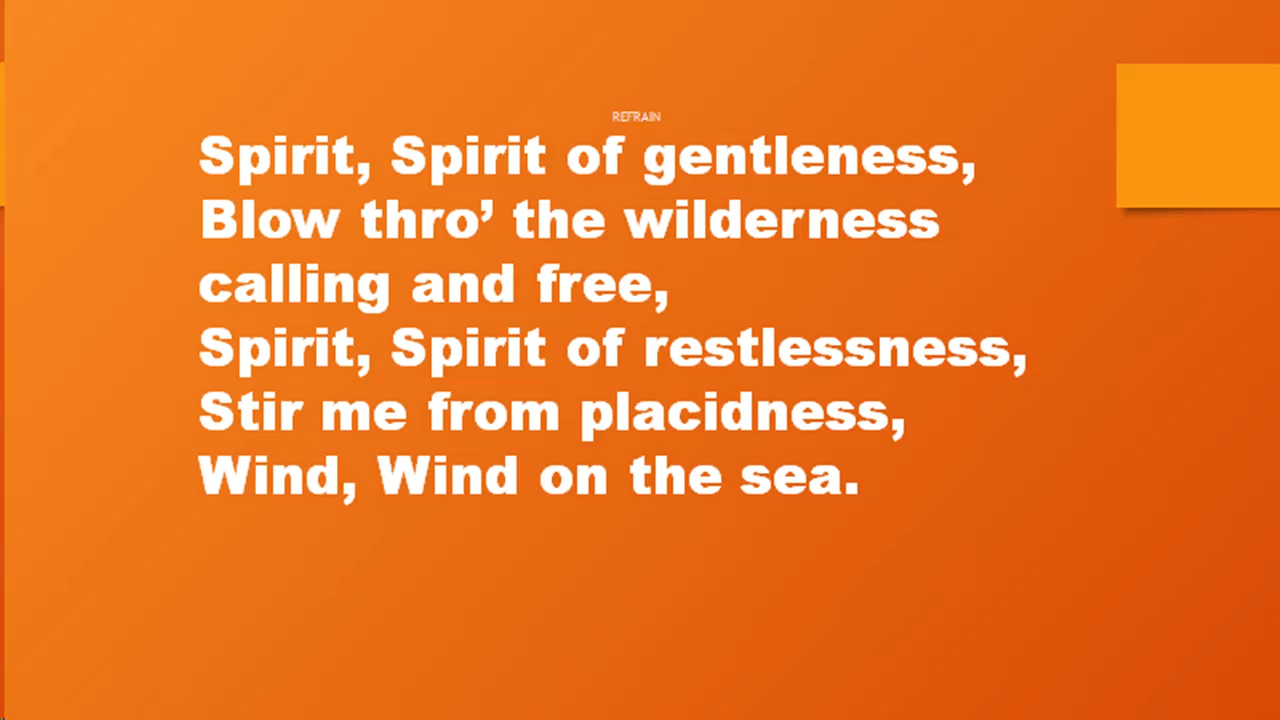 REFRAIN
Spirit, Spirit of gentleness,
Blow thro’ the wilderness
calling and free,
Spirit, Spirit of restlessness,
Stir me from placidness,
Wind, Wind on the sea.